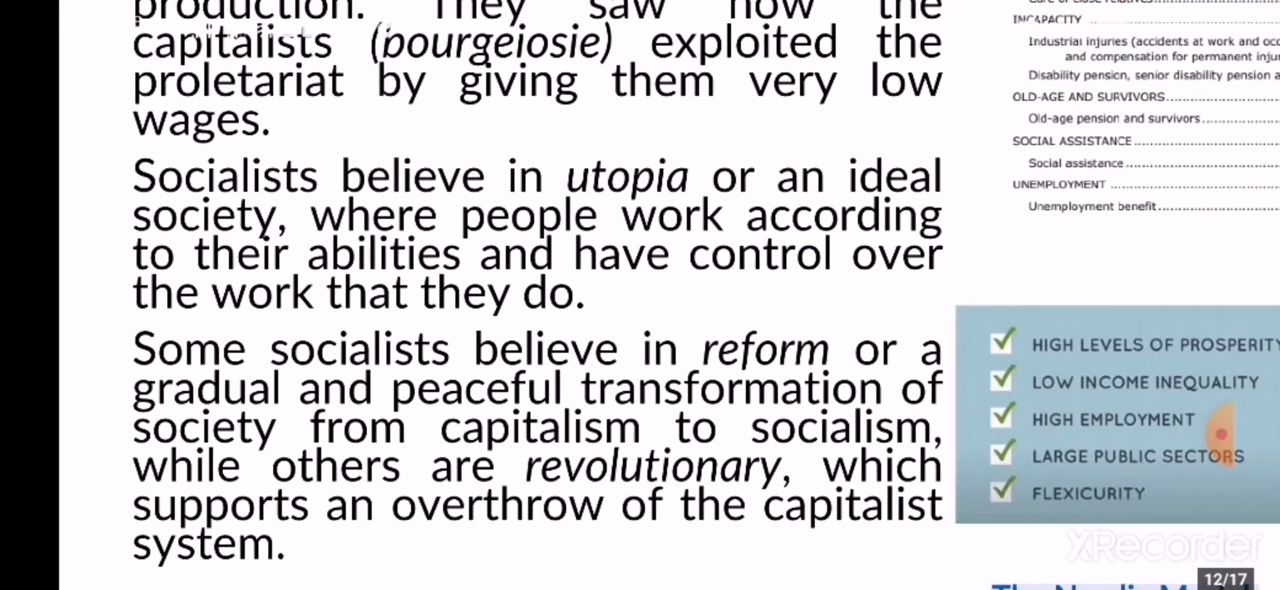 production. They saw how the
capitalists (bourgeiosie) exploited the
proletariat by giving them very low
wages.
Socialists believe in utopia or an ideal
society, where people work according
to their abilities and have control over
the work that they do.
Some socialists believe in reform or a
gradual and peaceful transformation of
society from capitalism to socialism,
while others are revolutionary, which
supports an overthrow of the capitalist
system.
INCAPACITY
Industrial injuries (accidents at work and occ
and compensation for permanent injur
Disability pension, senior disability pension a
OLD-AGE AND SURVIVORS
Old-age pension and survivors
SOCIAL ASSISTANCE
Social assistance
UNEMPLOYMENT
Unemployment benefit
HIGH LEVELS OF PROSPERITY
LOW INCOME INEQUALITY
HIGH EMPLOYMENT
LARGE PUBLIC SECTORS
FLEXICURITY
XRecorder
12/17
The Nordic